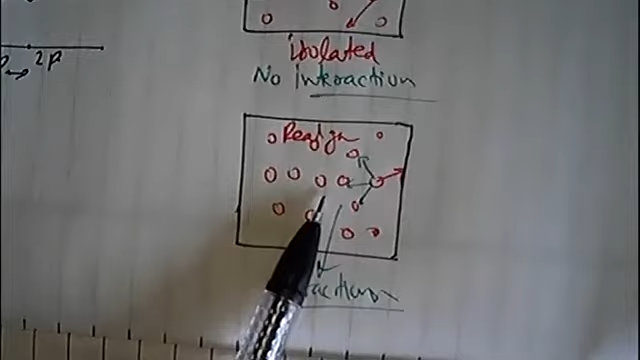 isolated
No interaction
2P
Real gas